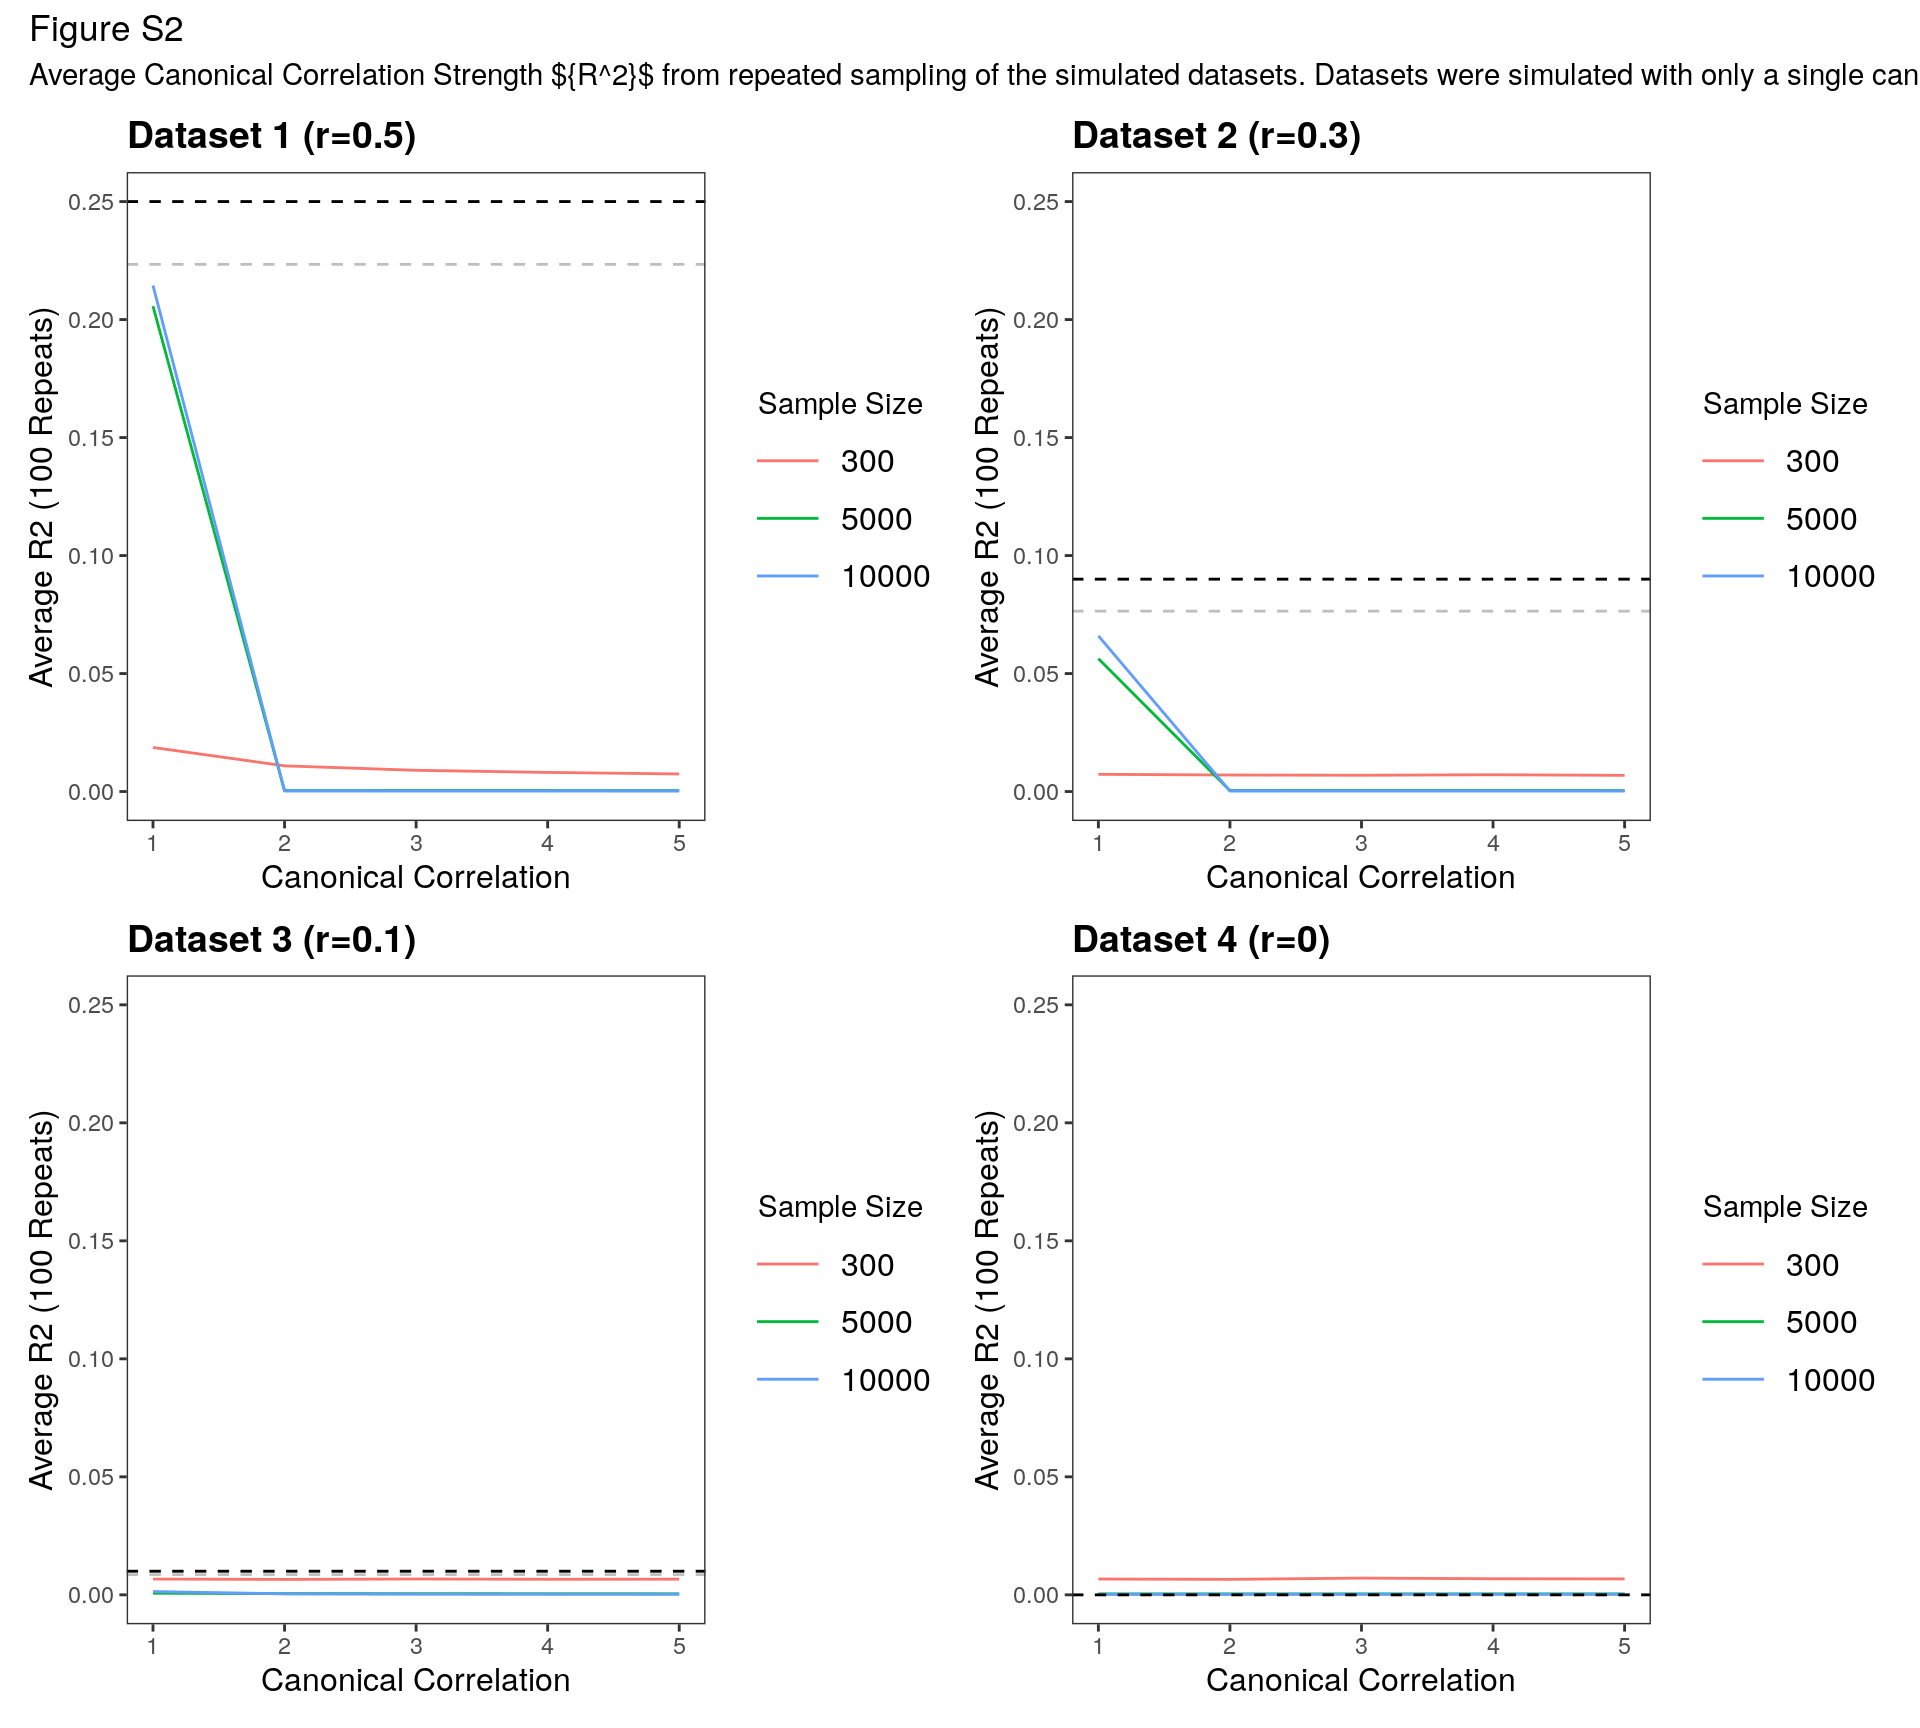 Figure S2
Average Canonical Correlation Strength ${R^2}$ from repeated sampling of the simulated datasets. Datasets were simulated with only a single can
Dataset 1 (r=0.5)
Average R2 (100 Repeats)
0.25
0.20
0.15
0.10
0.05
0.00
1 2 3 4 5
Canonical Correlation
Sample Size
300
5000
10000
Dataset 2 (r=0.3)
Average R2 (100 Repeats)
0.25
0.20
0.15
0.10
0.05
0.00
1 2 3 4 5
Canonical Correlation
Sample Size
300
5000
10000
Dataset 3 (r=0.1)
Average R2 (100 Repeats)
0.25
0.20
0.15
0.10
0.05
0.00
1 2 3 4 5
Canonical Correlation
Sample Size
300
5000
10000
Dataset 4 (r=0)
Average R2 (100 Repeats)
0.25
0.20
0.15
0.10
0.05
0.00
1 2 3 4 5
Canonical Correlation
Sample Size
300
5000
10000